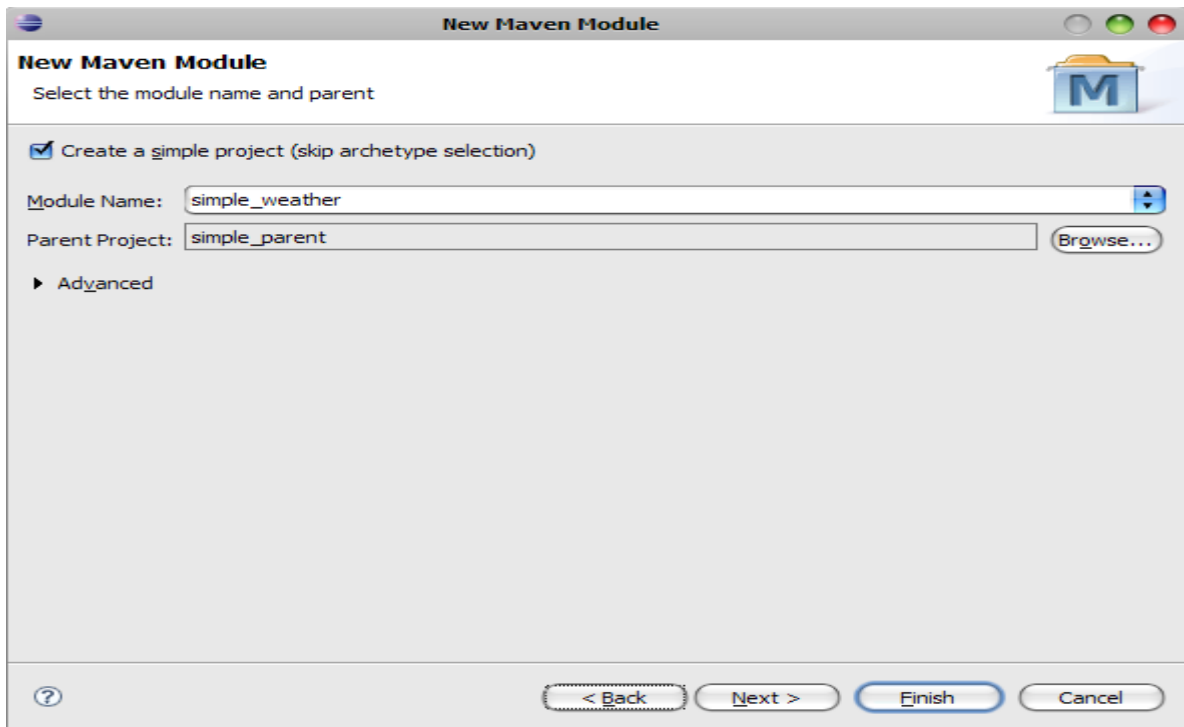 New Maven Module
New Maven Module
Select the module name and parent
M
Create a simple project (skip archetype selection)
Module Name: simple_weather
Parent Project: simple_parent Browse...
Advanced
? < Back Next > Finish Cancel